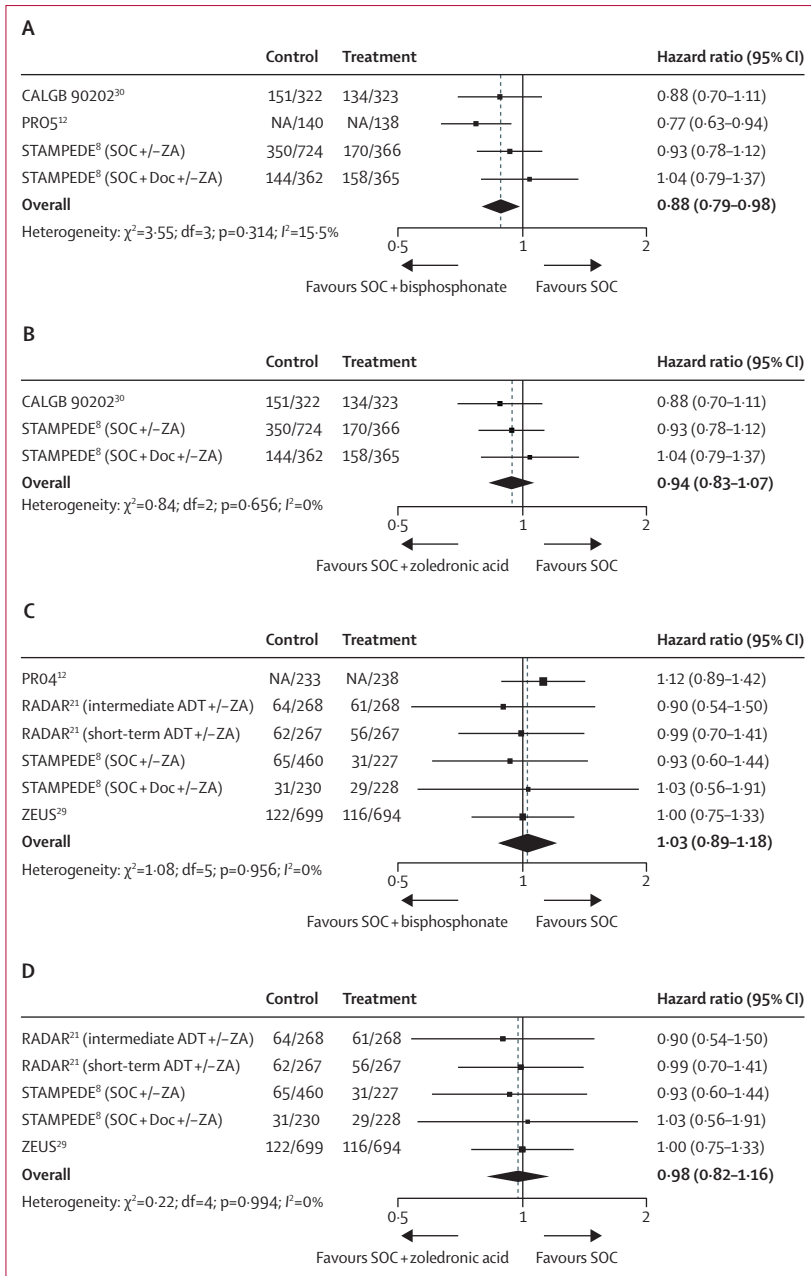 A
Control Treatment Hazard ratio (95% CI)
CALGB 90202³⁰ 151/322 134/323 0·88 (0·70–1·11)
PR05¹² NA/140 NA/138 0·77 (0·63–0·94)
STAMPEDE⁸ (SOC+/–ZA) 350/724 170/366 0·93 (0·78–1·12)
STAMPEDE⁸ (SOC+Doc+/–ZA) 144/362 158/365 1·04 (0·79–1·37)
Overall 0·88 (0·79–0·98)
Heterogeneity: χ²=3·55; df=3; p=0·314; I²=15·5%
0·5 1 2
Favours SOC+bisphosphonate Favours SOC
B
Control Treatment Hazard ratio (95% CI)
CALGB 90202³⁰ 151/322 134/323 0·88 (0·70–1·11)
STAMPEDE⁸ (SOC+/–ZA) 350/724 170/366 0·93 (0·78–1·12)
STAMPEDE⁸ (SOC+Doc+/–ZA) 144/362 158/365 1·04 (0·79–1·37)
Overall 0·94 (0·83–1·07)
Heterogeneity: χ²=0·84; df=2; p=0·656; I²=0%
0·5 1 2
Favours SOC+zoledronic acid Favours SOC
C
Control Treatment Hazard ratio (95% CI)
PR04¹² NA/233 NA/238 1·12 (0·89–1·42)
RADAR²¹ (intermediate ADT+/–ZA) 64/268 61/268 0·90 (0·54–1·50)
RADAR²¹ (short-term ADT+/–ZA) 62/267 56/267 0·99 (0·70–1·41)
STAMPEDE⁸ (SOC+/–ZA) 65/460 31/227 0·93 (0·60–1·44)
STAMPEDE⁸ (SOC+Doc+/–ZA) 31/230 29/228 1·03 (0·56–1·91)
ZEUS²⁹ 122/699 116/694 1·00 (0·75–1·33)
Overall 1·03 (0·89–1·18)
Heterogeneity: χ²=1·08; df=5; p=0·956; I²=0%
0·5 1 2
Favours SOC+bisphosphonate Favours SOC
D
Control Treatment Hazard ratio (95% CI)
RADAR²¹ (intermediate ADT+/–ZA) 64/268 61/268 0·90 (0·54–1·50)
RADAR²¹ (short-term ADT+/–ZA) 62/267 56/267 0·99 (0·70–1·41)
STAMPEDE⁸ (SOC+/–ZA) 65/460 31/227 0·93 (0·60–1·44)
STAMPEDE⁸ (SOC+Doc+/–ZA) 31/230 29/228 1·03 (0·56–1·91)
ZEUS²⁹ 122/699 116/694 1·00 (0·75–1·33)
Overall 0·98 (0·82–1·16)
Heterogeneity: χ²=0·22; df=4; p=0·994; I²=0%
0·5 1 2
Favours SOC+zoledronic acid Favours SOC